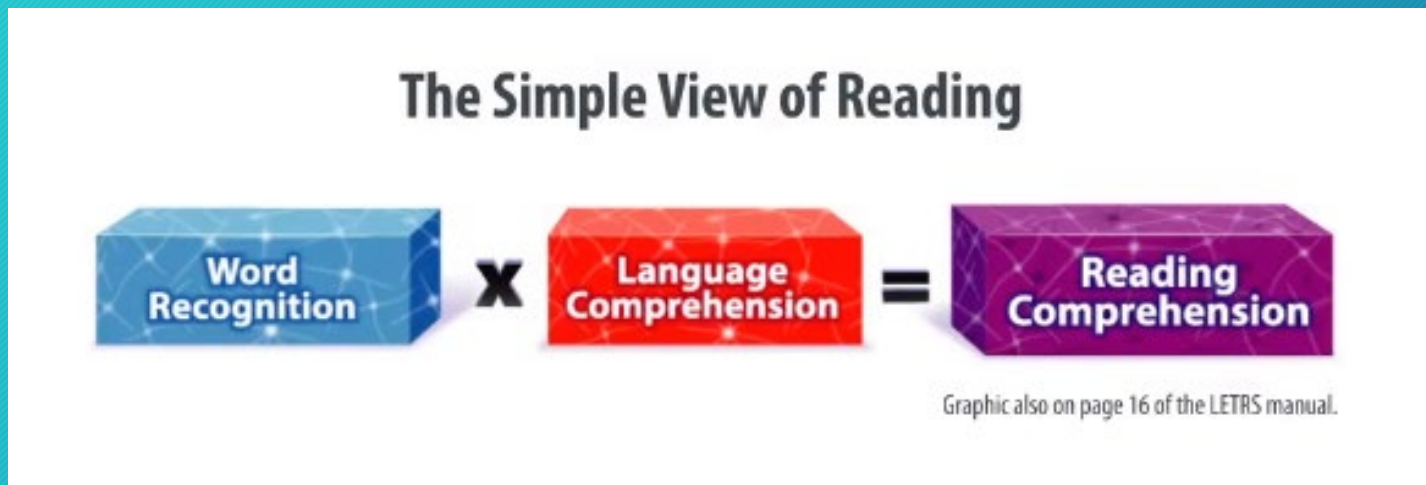 The Simple View of Reading
Word
Recognition
x
Language
Comprehension
=
Reading
Comprehension
Graphic also on page 16 of the LETRS manual.